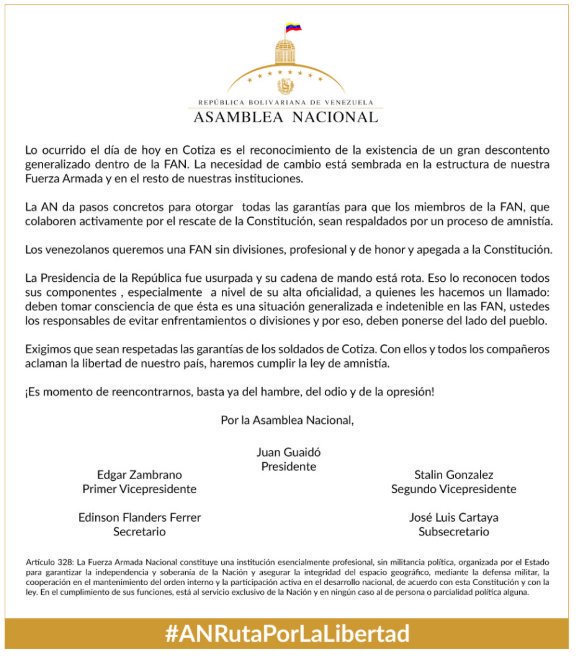 REPÚBLICA BOLIVARIANA DE VENEZUELA
ASAMBLEA NACIONAL
Lo ocurrido el día de hoy en Cotiza es el reconocimiento de la existencia de un gran descontento
generalizado dentro de la FAN. La necesidad de cambio está sembrada en la estructura de nuestra
Fuerza Armada y en el resto de nuestras instituciones.
La AN da pasos concretos para otorgar todas las garantías para que los miembros de la FAN, que
colaboren activamente por el rescate de la Constitución, sean respaldados por un proceso de amnistía.
Los venezolanos queremos una FAN sin divisiones, profesional y de honor y apegada a la Constitución.
La Presidencia de la República fue usurpada y su cadena de mando está rota. Eso lo reconocen todos
sus componentes , especialmente a nivel de su alta oficialidad, a quienes les hacemos un llamado:
deben tomar consciencia de que ésta es una situación generalizada e indetenible en las FAN, ustedes
los responsables de evitar enfrentamientos o divisiones y por eso, deben ponerse del lado del pueblo.
Exigimos que sean respetadas las garantías de los soldados de Cotiza. Con ellos y todos los compañeros
aclaman la libertad de nuestro país, haremos cumplir la ley de amnistía.
¡Es momento de reencontrarnos, basta ya del hambre, del odio y de la opresión!
Por la Asamblea Nacional,
Juan Guaidó
Presidente
Edgar Zambrano
Primer Vicepresidente
Stalin Gonzalez
Segundo Vicepresidente
Edinson Flanders Ferrer
Secretario
José Luis Cartaya
Subsecretario
Artículo 328: La Fuerza Armada Nacional constituye una institución esencialmente profesional, sin militancia política, organizada por el Estado
para garantizar la independencia y soberanía de la Nación y asegurar la integridad del espacio geográfico, mediante la defensa militar, la
cooperación en el mantenimiento del orden interno y la participación activa en el desarrollo nacional, de acuerdo con esta Constitución y con la
ley. En el cumplimiento de sus funciones, está al servicio exclusivo de la Nación y en ningún caso al de persona o parcialidad política alguna.
#ANRutaPorLaLibertad